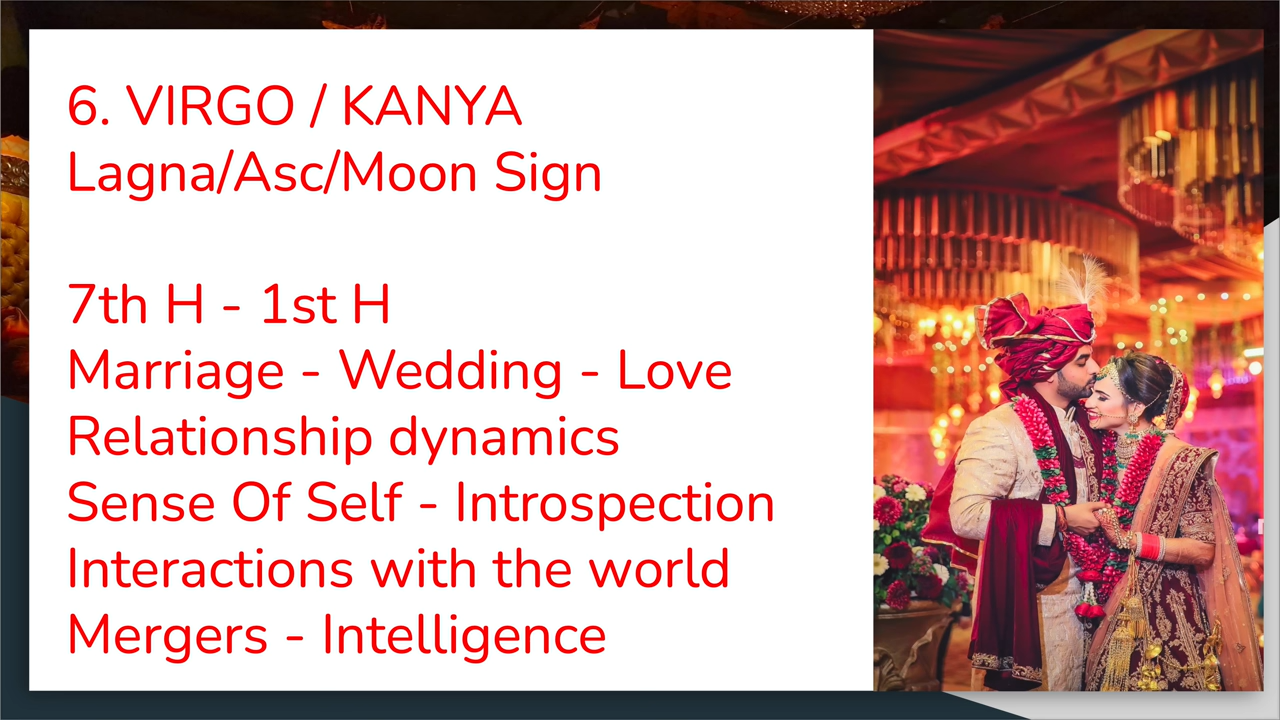 6. VIRGO / KANYA
Lagna/Asc/Moon Sign
7th H - 1st H
Marriage - Wedding - Love
Relationship dynamics
Sense Of Self - Introspection
Interactions with the world
Mergers - Intelligence